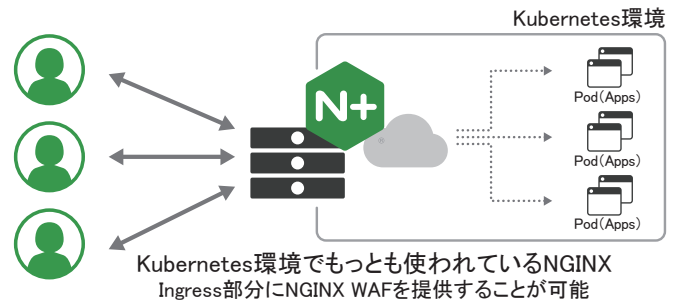 Kubernetes環境
N+
Pod(Apps)
Pod(Apps)
Pod(Apps)
Kubernetes環境でもっとも使われているNGINX
Ingress部分にNGINX WAFを提供することが可能